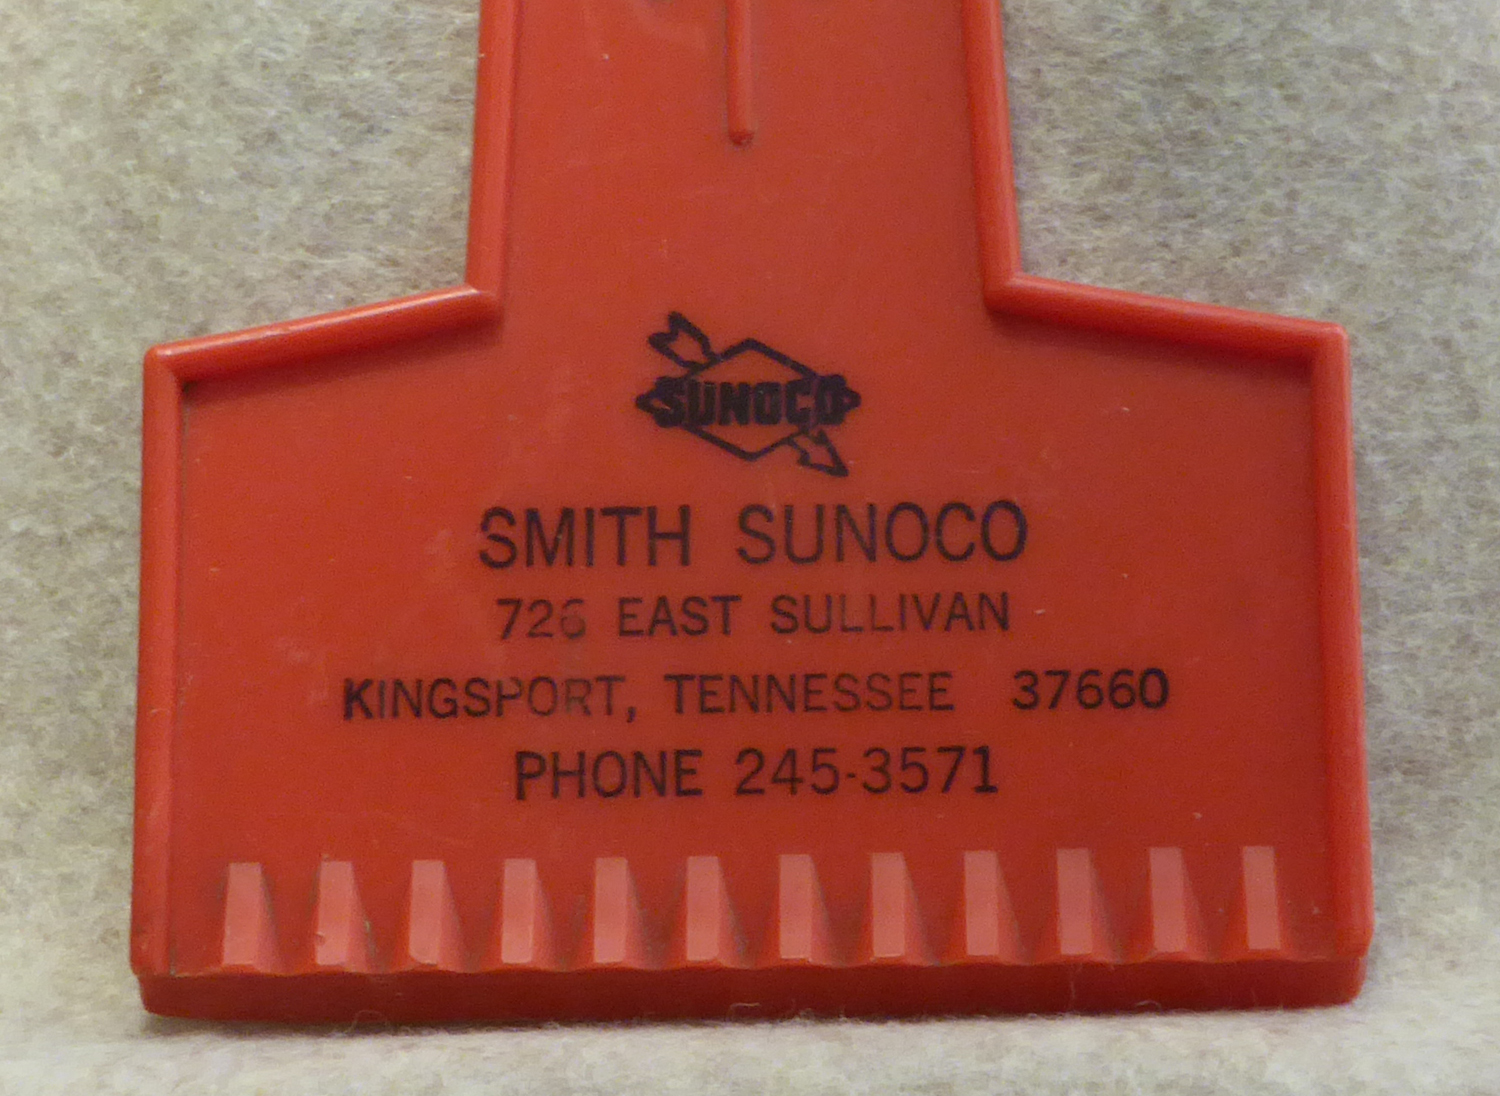 SUNOCO
SMITH SUNOCO
726 EAST SULLIVAN
KINGSPORT, TENNESSEE 37660
PHONE 245-3571